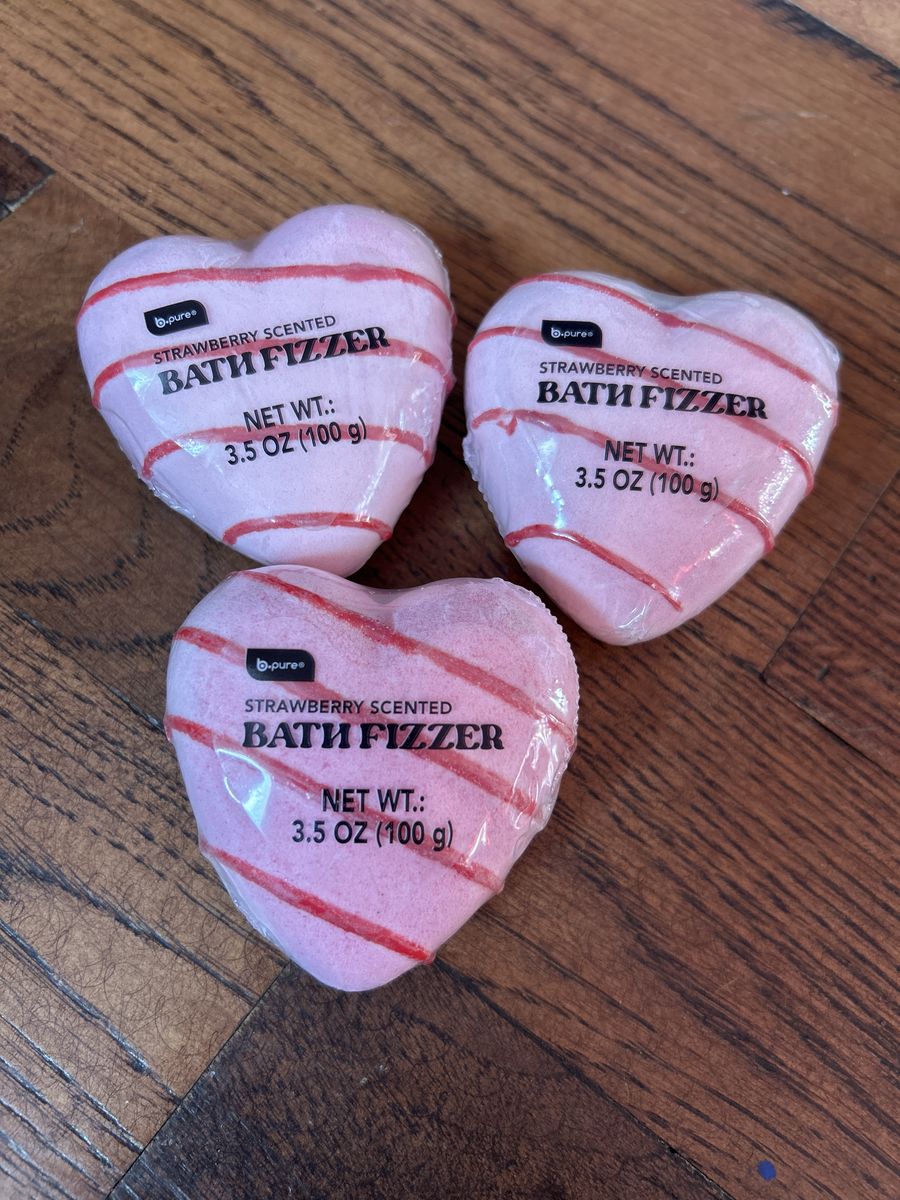 b.pure®
STRAWBERRY SCENTED
BATH FIZZER
NET WT.:
3.5 OZ (100 g)
b.pure®
STRAWBERRY SCENTED
BATH FIZZER
NET WT.:
3.5 OZ (100 g)
b.pure®
STRAWBERRY SCENTED
BATH FIZZER
NET WT.:
3.5 OZ (100 g)